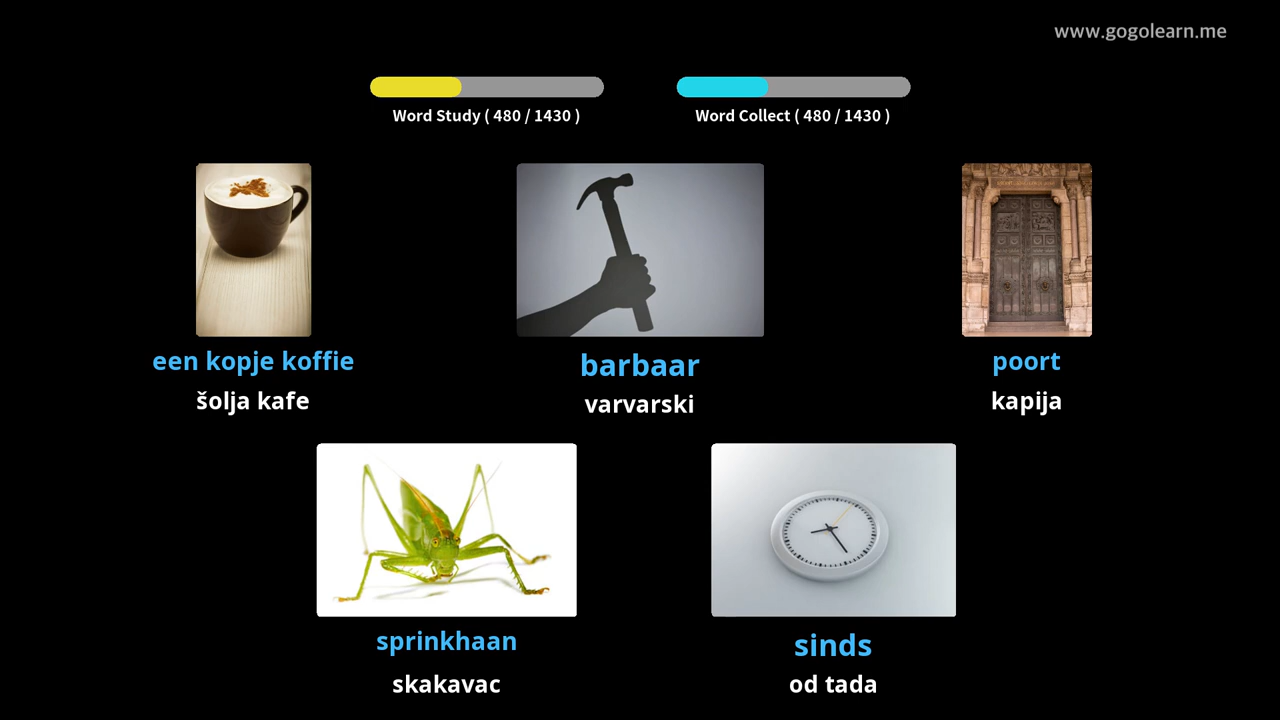 www.gogolearn.me
Word Study ( 480 / 1430 )
Word Collect ( 480 / 1430 )
een kopje koffie
šolja kafe
barbaar
varvarski
poort
kapija
sprinkhaan
skakavac
sinds
od tada